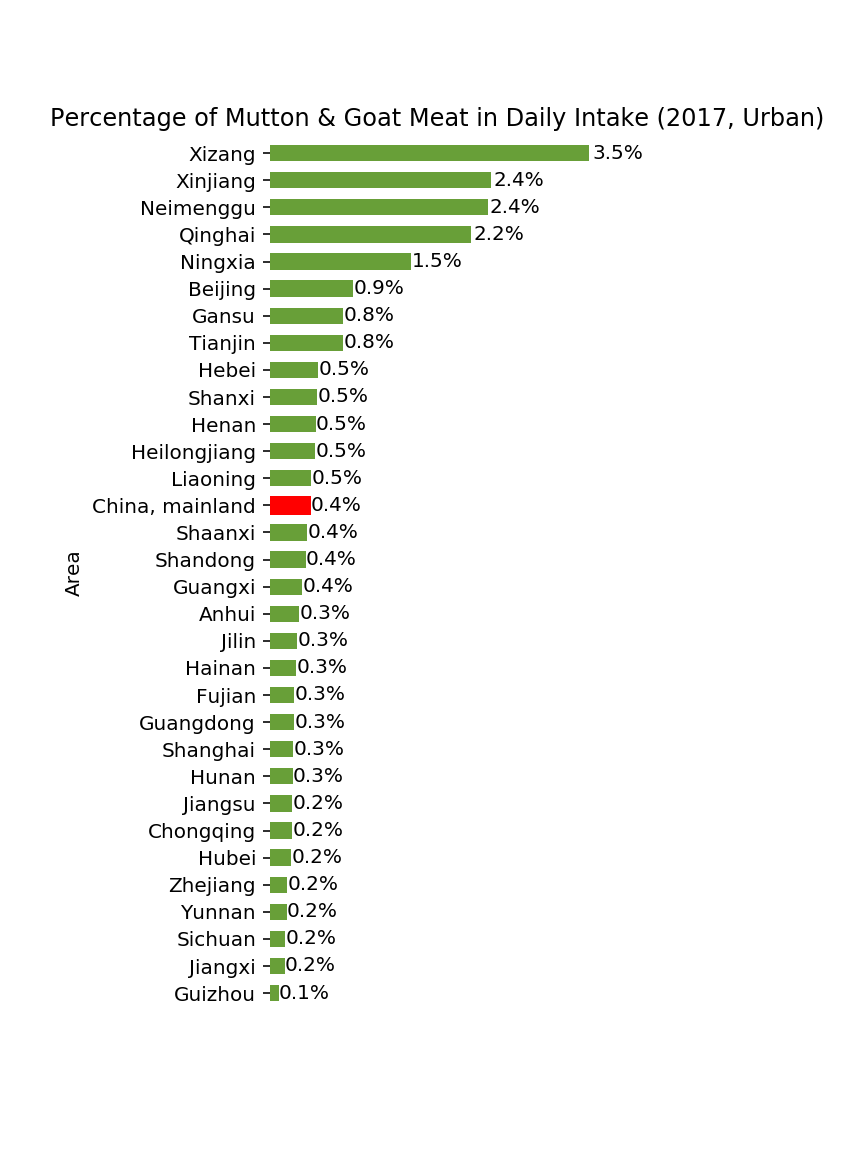 Percentage of Mutton & Goat Meat in Daily Intake (2017, Urban)
Xizang 3.5%
Xinjiang 2.4%
Neimenggu 2.4%
Qinghai 2.2%
Ningxia 1.5%
Beijing 0.9%
Gansu 0.8%
Tianjin 0.8%
Hebei 0.5%
Shanxi 0.5%
Henan 0.5%
Heilongjiang 0.5%
Liaoning 0.5%
China, mainland 0.4%
Shaanxi 0.4%
Shandong 0.4%
Guangxi 0.4%
Anhui 0.3%
Jilin 0.3%
Hainan 0.3%
Fujian 0.3%
Guangdong 0.3%
Shanghai 0.3%
Hunan 0.3%
Jiangsu 0.2%
Chongqing 0.2%
Hubei 0.2%
Zhejiang 0.2%
Yunnan 0.2%
Sichuan 0.2%
Jiangxi 0.2%
Guizhou 0.1%
Area